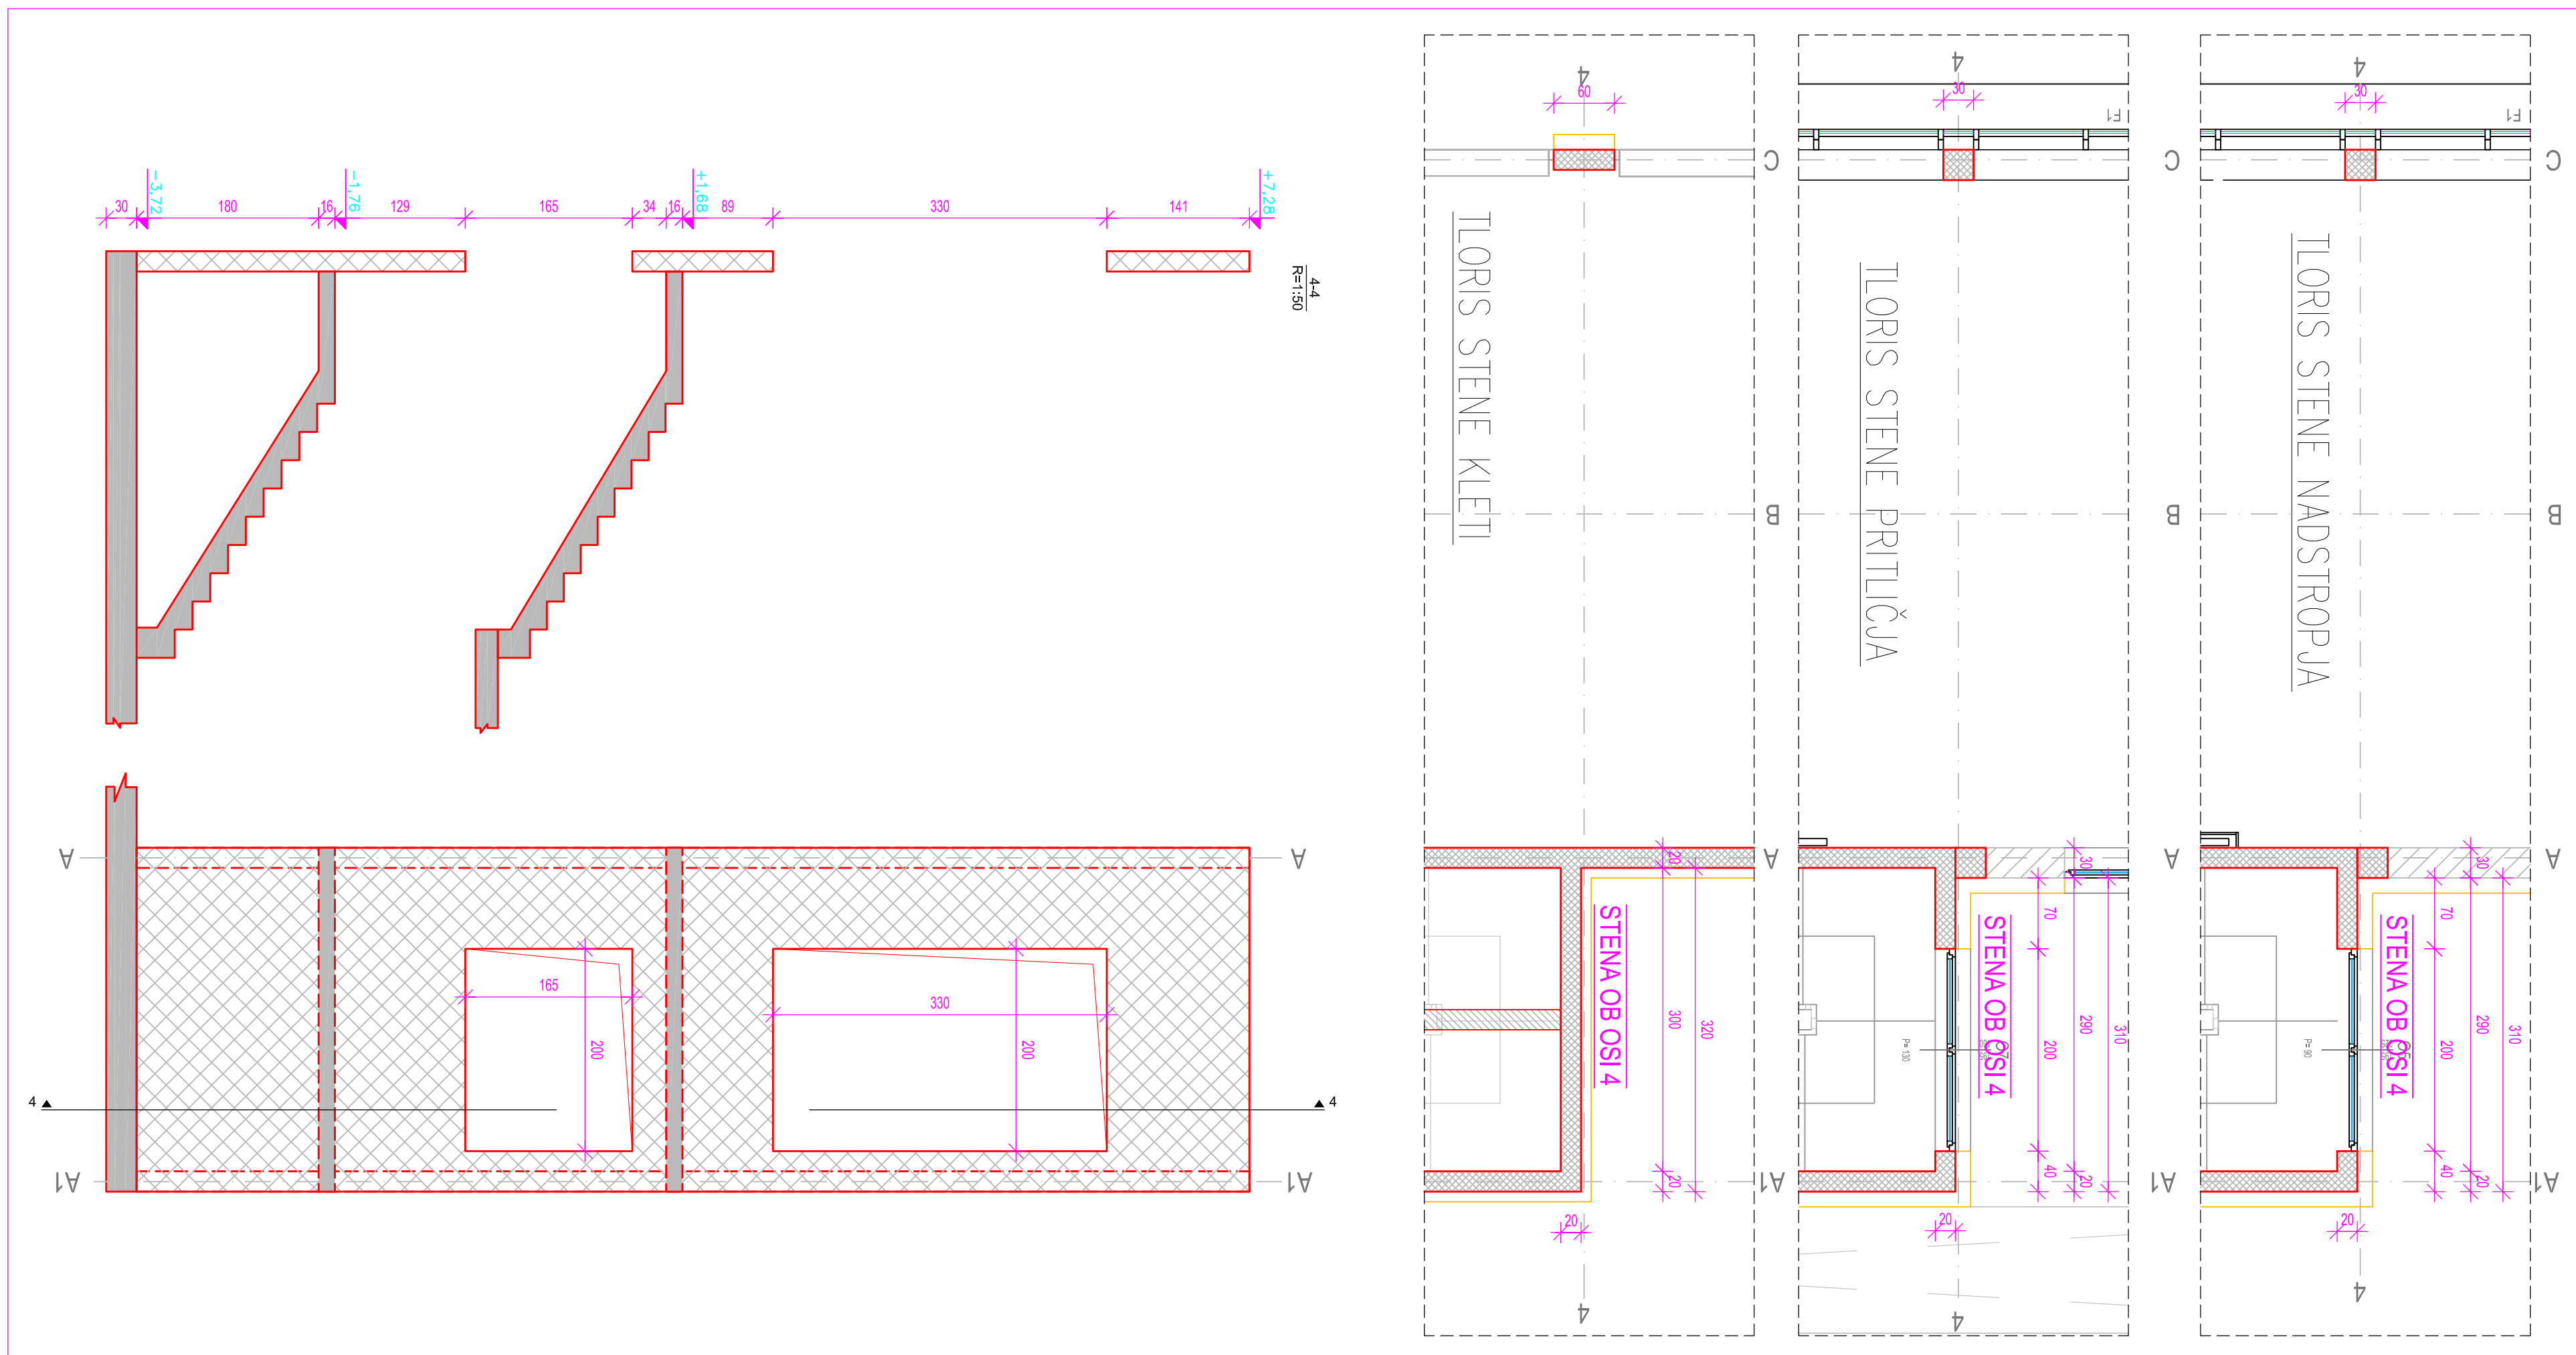 4-4
R=1:50
30
-3,72
180
16
-1,76
129
165
34
16
+1,68
89
330
141
+7,28
A
A
A1
A1
165
200
330
200
4
4
TLORIS STENE KLETI
4
60
C
B
A
A1
20
300
320
20
20
STENA OB OSI 4
4
TLORIS STENE PRITLIČJA
4
30
F1
C
B
A
A1
30
70
290
310
200
40
20
20
P= 130
STENA OB OSI 4
4
TLORIS STENE NADSTROPJA
4
30
F1
C
B
A
A1
30
70
290
310
200
40
20
20
P= 90
STENA OB OSI 4
4